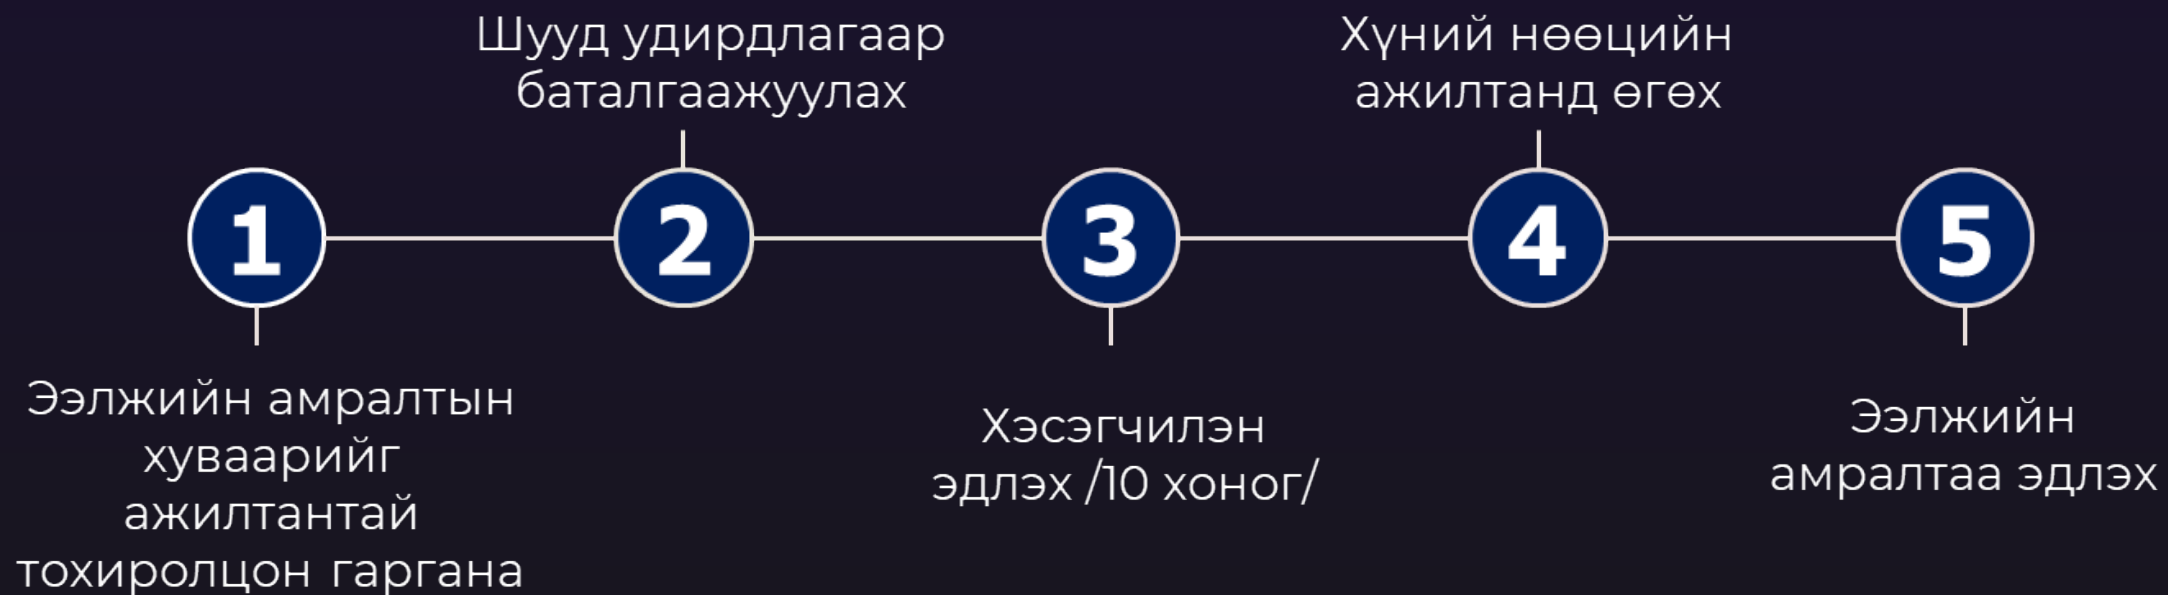 1
Ээлжийн амралтын
хуваарийг
ажилтантай
тохиролцон гаргана
Шууд удирдлагаар
баталгаажуулах
2
3
Хэсэгчилэн
эдлэх /10 хоног/
Хүний нөөцийн
ажилтанд өгөх
4
5
Ээлжийн
амралтаа эдлэх